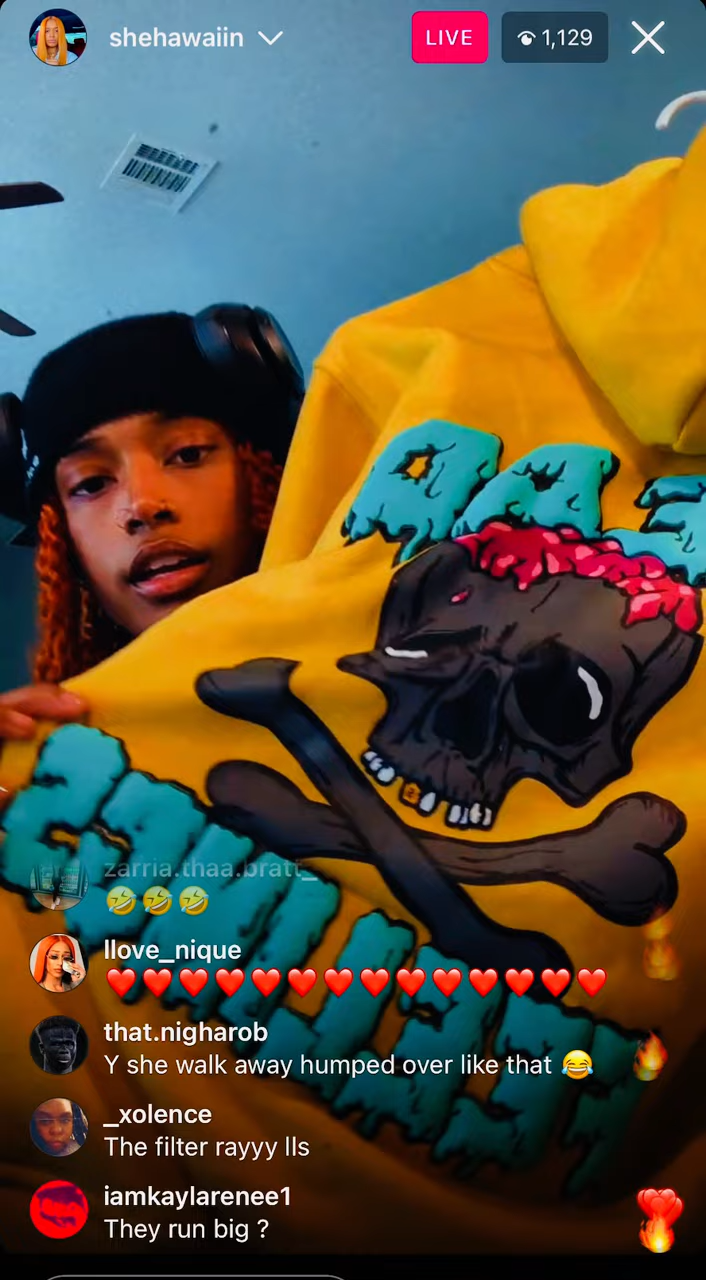 shehawaiin
LIVE
1,129
zarria.thaa.bratt_
🤣🤣🤣
llove_nique
❤️❤️❤️❤️❤️❤️❤️❤️❤️❤️❤️❤️❤️❤️
that.nigharob
Y she walk away humped over like that 😂
_xolence
The filter rayyy lls
iamkaylarenee1
They run big ?